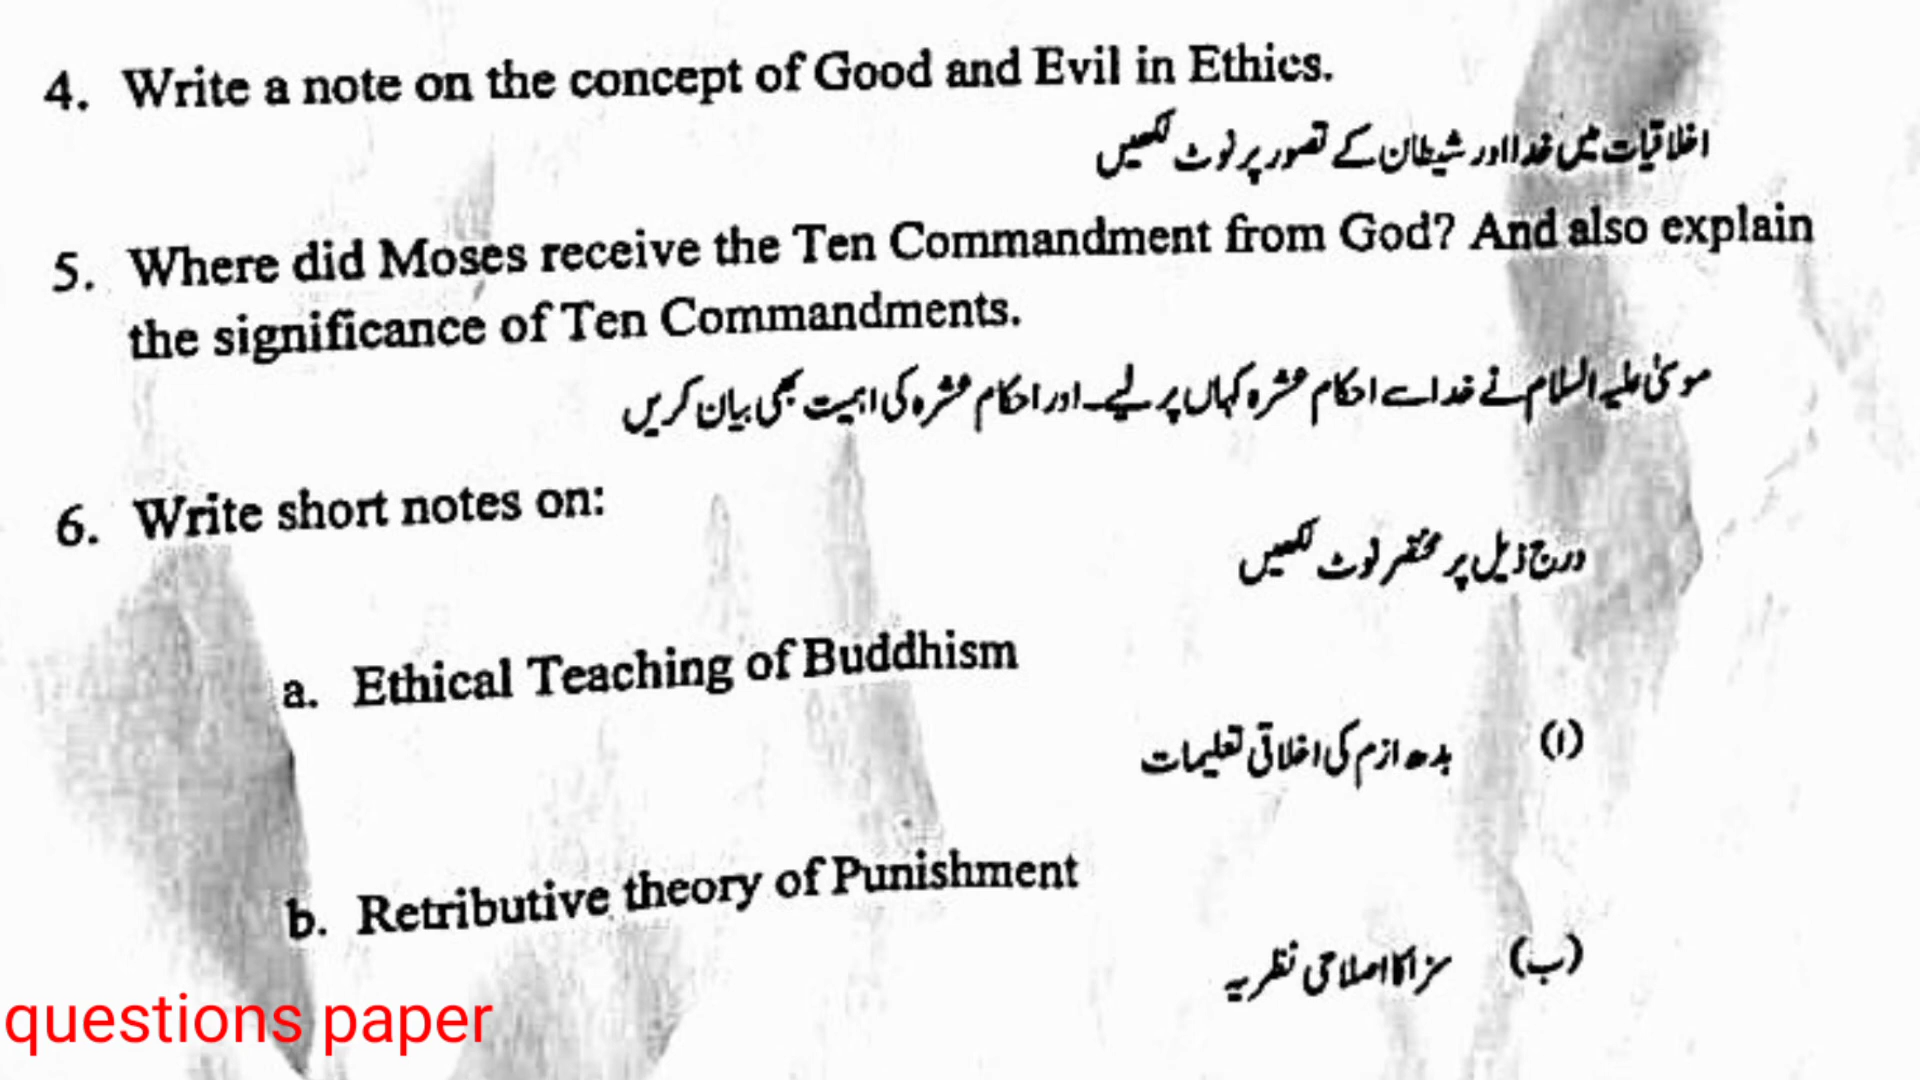 4. Write a note on the concept of Good and Evil in Ethics.
اخلاقیات میں خدا اور شیطان کے تصور پر نوٹ لکھیں
5. Where did Moses receive the Ten Commandment from God? And also explain
the significance of Ten Commandments.
موسیٰ علیہ السلام نے خدا سے احکام عشرہ کہاں پر لیے۔ اور احکام عشرہ کی اہمیت بھی بیان کریں
6. Write short notes on:
درج ذیل پر مختصر نوٹ لکھیں
a. Ethical Teaching of Buddhism
(۱) بدھ ازم کی اخلاقی تعلیمات
b. Retributive theory of Punishment
(ب) سزا کا اصلاحی نظریہ
questions paper